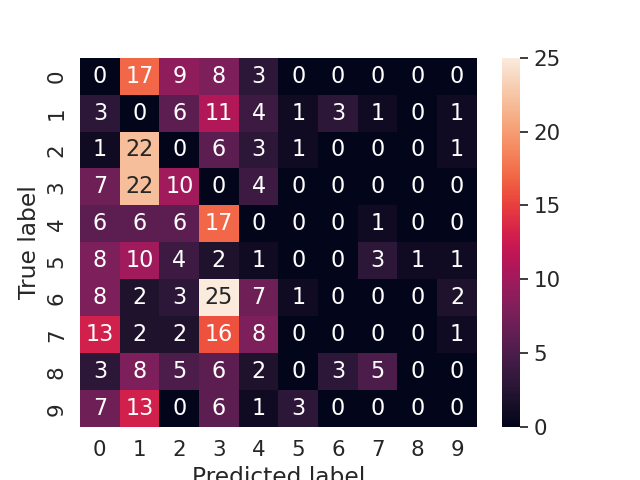 0 0 17 9 8 3 0 0 0 0 0
1 3 0 6 11 4 1 3 1 0 1
2 1 22 0 6 3 1 0 0 0 1
3 7 22 10 0 4 0 0 0 0 0
4 6 6 6 17 0 0 0 1 0 0
5 8 10 4 2 1 0 0 3 1 1
6 8 2 3 25 7 1 0 0 0 2
7 13 2 2 16 8 0 0 0 0 1
8 3 8 5 6 2 0 3 5 0 0
9 7 13 0 6 1 3 0 0 0 0
0 1 2 3 4 5 6 7 8 9
Predicted label
True label
25
20
15
10
5
0